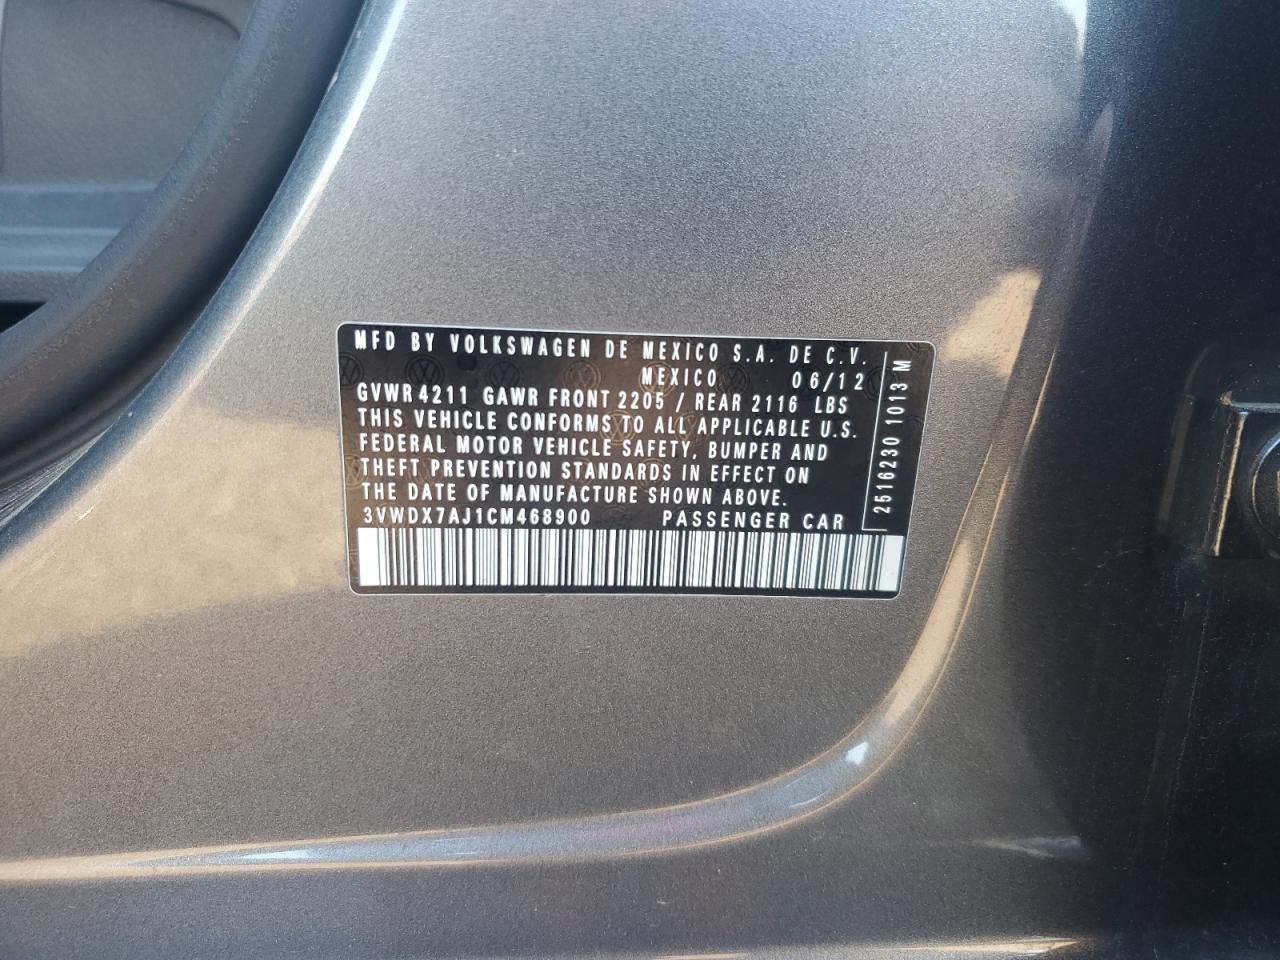 MFD BY VOLKSWAGEN DE MEXICO S.A. DE C.V.
MEXICO 06/12
GVWR 4211 GAWR FRONT 2205 / REAR 2116 LBS
THIS VEHICLE CONFORMS TO ALL APPLICABLE U.S.
FEDERAL MOTOR VEHICLE SAFETY, BUMPER AND
THEFT PREVENTION STANDARDS IN EFFECT ON
THE DATE OF MANUFACTURE SHOWN ABOVE.
3VWDX7AJ1CM468900 PASSENGER CAR
2516230 1013 M